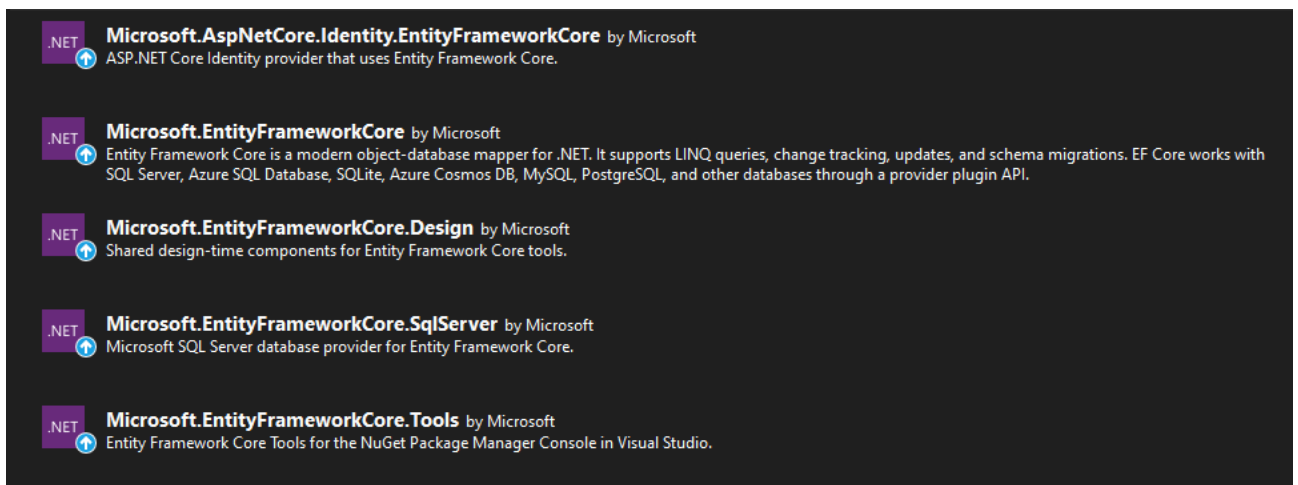 .NET
Microsoft.AspNetCore.Identity.EntityFrameworkCore by Microsoft
ASP.NET Core Identity provider that uses Entity Framework Core.
.NET
Microsoft.EntityFrameworkCore by Microsoft
Entity Framework Core is a modern object-database mapper for .NET. It supports LINQ queries, change tracking, updates, and schema migrations. EF Core works with
SQL Server, Azure SQL Database, SQLite, Azure Cosmos DB, MySQL, PostgreSQL, and other databases through a provider plugin API.
.NET
Microsoft.EntityFrameworkCore.Design by Microsoft
Shared design-time components for Entity Framework Core tools.
.NET
Microsoft.EntityFrameworkCore.SqlServer by Microsoft
Microsoft SQL Server database provider for Entity Framework Core.
.NET
Microsoft.EntityFrameworkCore.Tools by Microsoft
Entity Framework Core Tools for the NuGet Package Manager Console in Visual Studio.